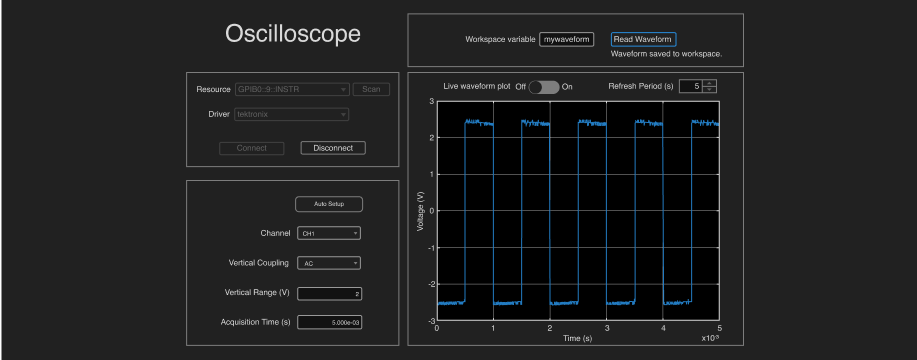 Oscilloscope
Workspace variable mywaveform Read Waveform
Waveform saved to workspace.
Resource GPIB0::9::INSTR Scan
Driver tektronix
Connect Disconnect
Auto Setup
Channel CH1
Vertical Coupling AC
Vertical Range (V) 2
Acquisition Time (s) 5.000e-03
Live waveform plot Off On Refresh Period (s) 5
3
2
1
0
-1
-2
-3
Voltage (V)
0 1 2 3 4 5
Time (s) x10⁻³